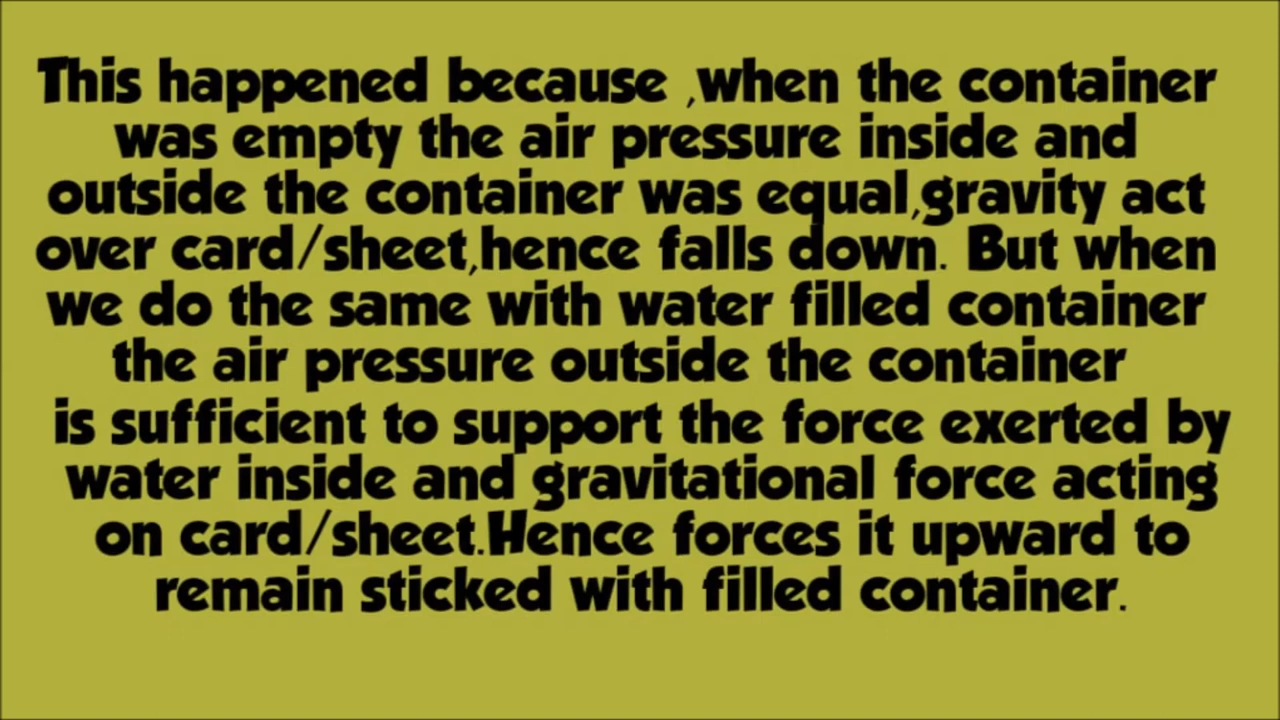 This happened because ,when the container
was empty the air pressure inside and
outside the container was equal,gravity act
over card/sheet,hence falls down. But when
we do the same with water filled container
the air pressure outside the container
is sufficient to support the force exerted by
water inside and gravitational force acting
on card/sheet.Hence forces it upward to
remain sticked with filled container.